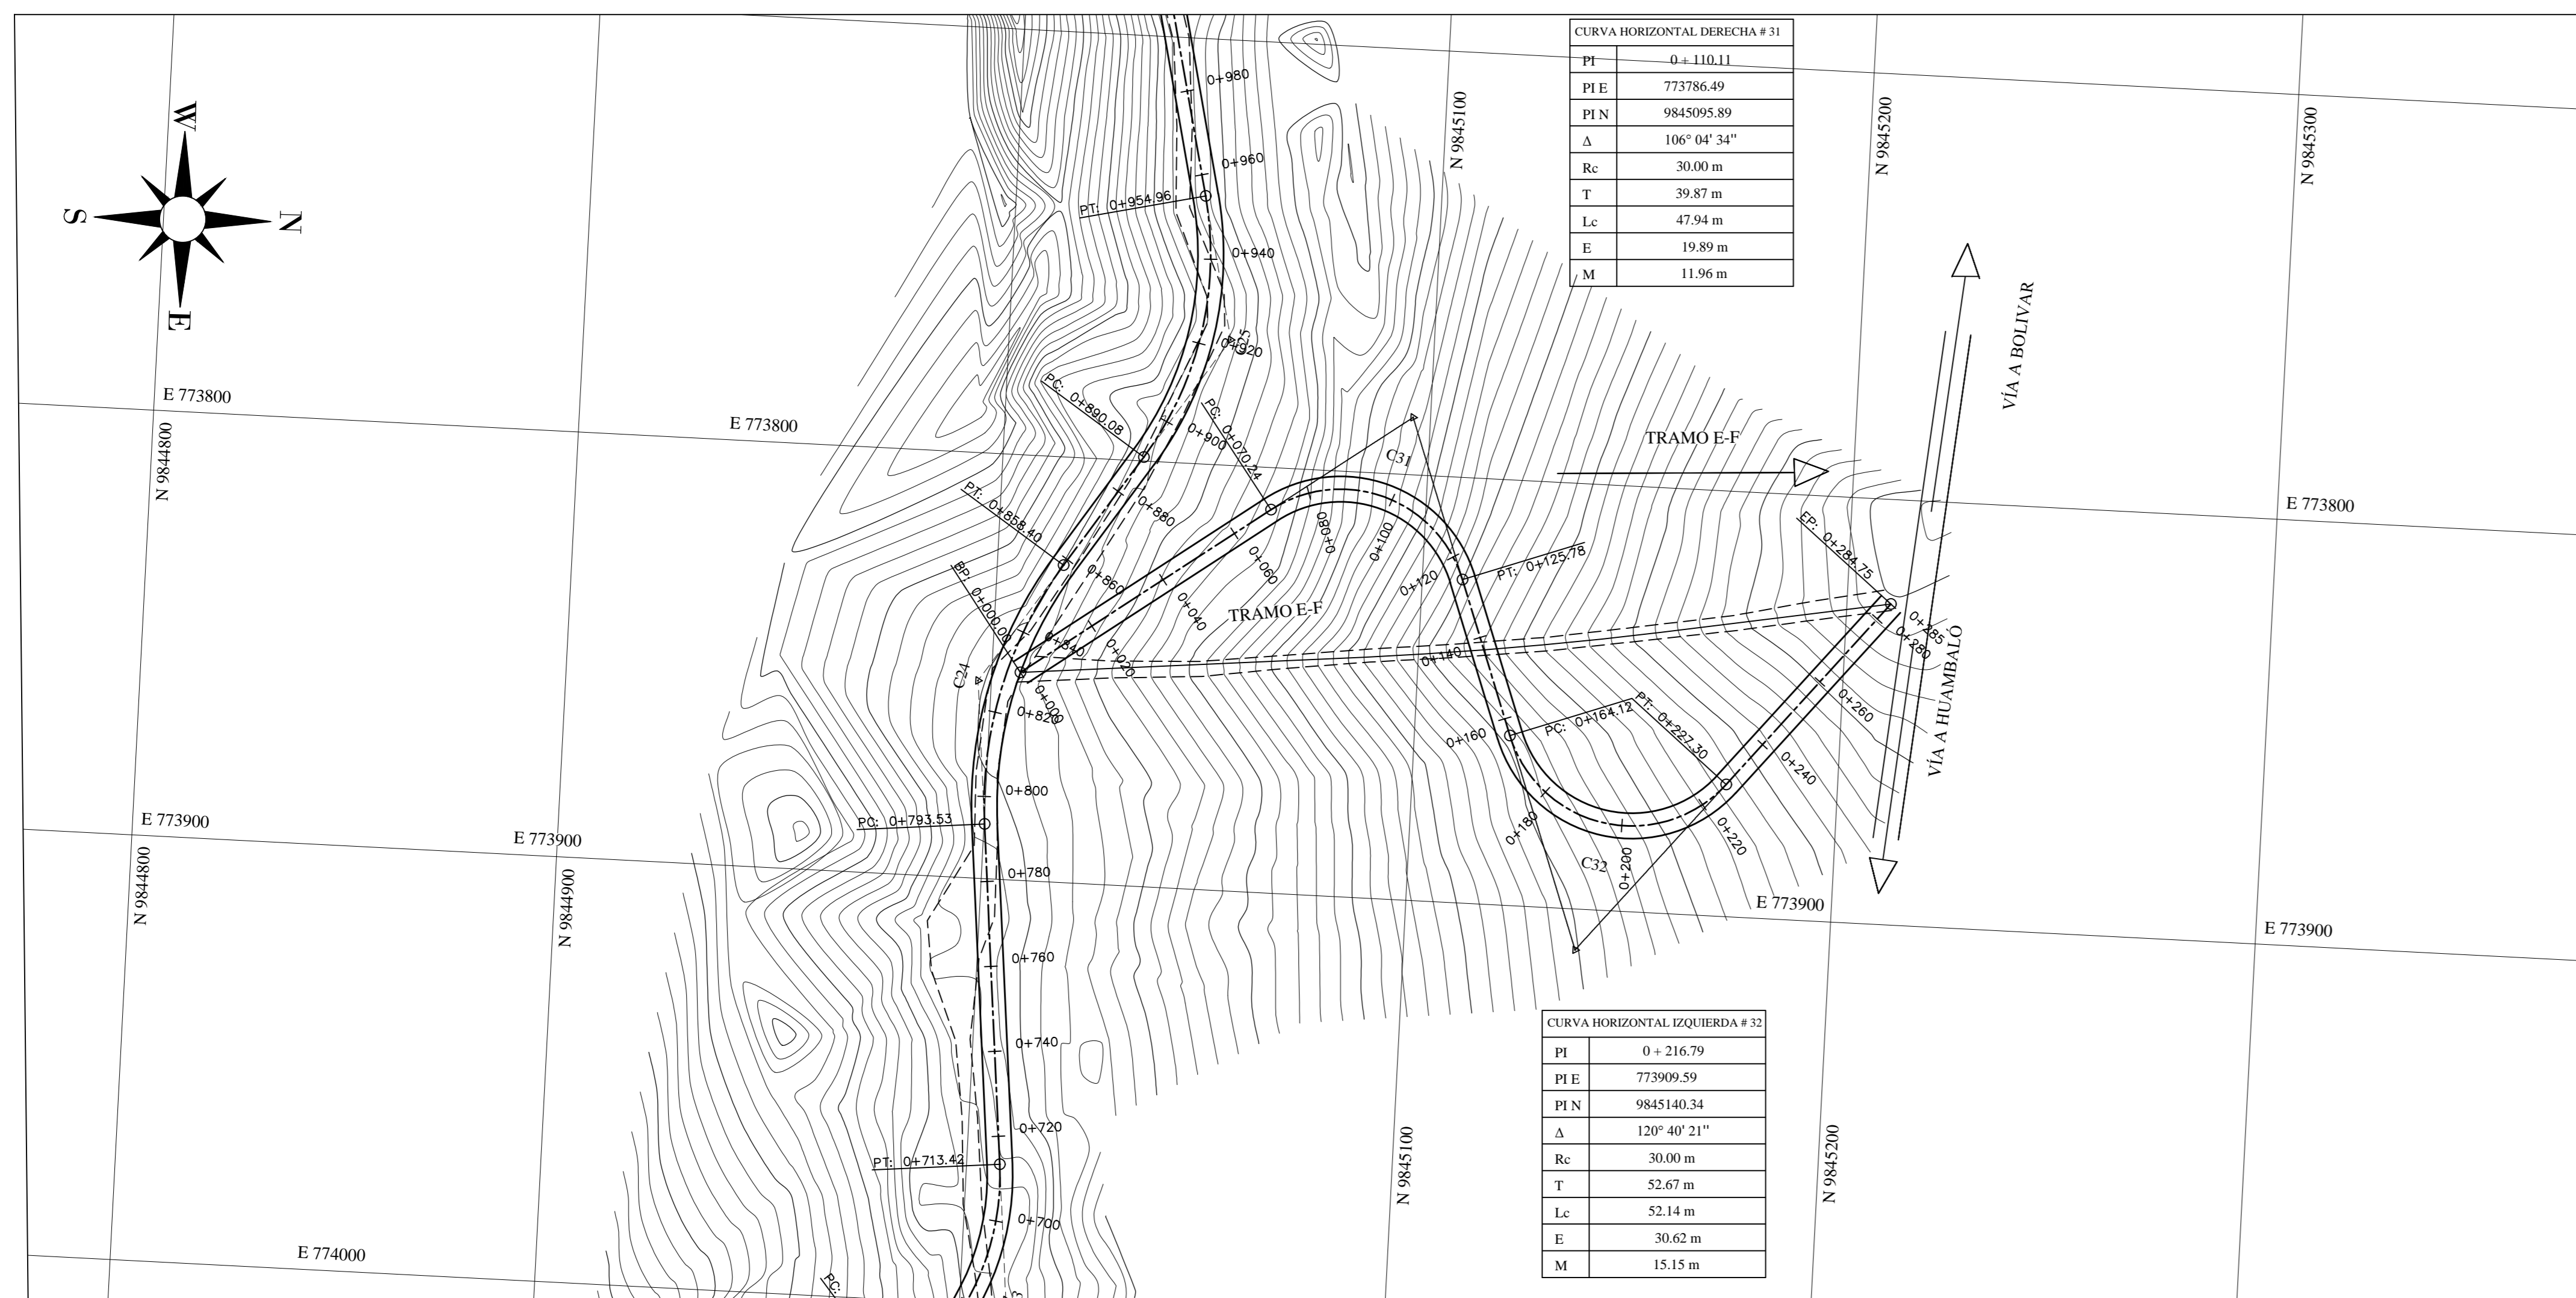 CURVA HORIZONTAL DERECHA # 31
PI 0 + 110.11
PI E 773786.49
PI N 9845095.89
Δ 106° 04' 34"
Rc 30.00 m
T 39.87 m
Lc 47.94 m
E 19.89 m
M 11.96 m
W
S
N
E
N 9845100
N 9845200
N 9845300
0+980
0+960
PT: 0+954.96
0+940
C25
0+920
VÍA A BOLIVAR
E 773800
E 773800
E 773800
N 9844800
PC: 0+890.08
PC: 0+070.24
0+900
C31
TRAMO E-F
PT: 0+858.40
0+880
0+080
0+100
EP: 0+284.75
BP: 0+000.00
0+860
0+060
0+120
PT: 0+125.78
0+040
TRAMO E-F
0+840
0+020
0+140
0+285
0+280
VÍA A HUAMBALO
C24
0+000
0+820
0+160
PC: 0+164.12
PT: 0+227.30
0+260
0+240
0+800
PC: 0+793.53
0+180
0+220
E 773900
E 773900
E 773900
E 773900
0+780
C32
0+200
N 9844800
N 9844900
0+760
0+740
0+720
PT: 0+713.42
0+700
CURVA HORIZONTAL IZQUIERDA # 32
PI 0 + 216.79
PI E 773909.59
PI N 9845140.34
Δ 120° 40' 21"
Rc 30.00 m
T 52.67 m
Lc 52.14 m
E 30.62 m
M 15.15 m
N 9845100
N 9845200
E 774000
PC: